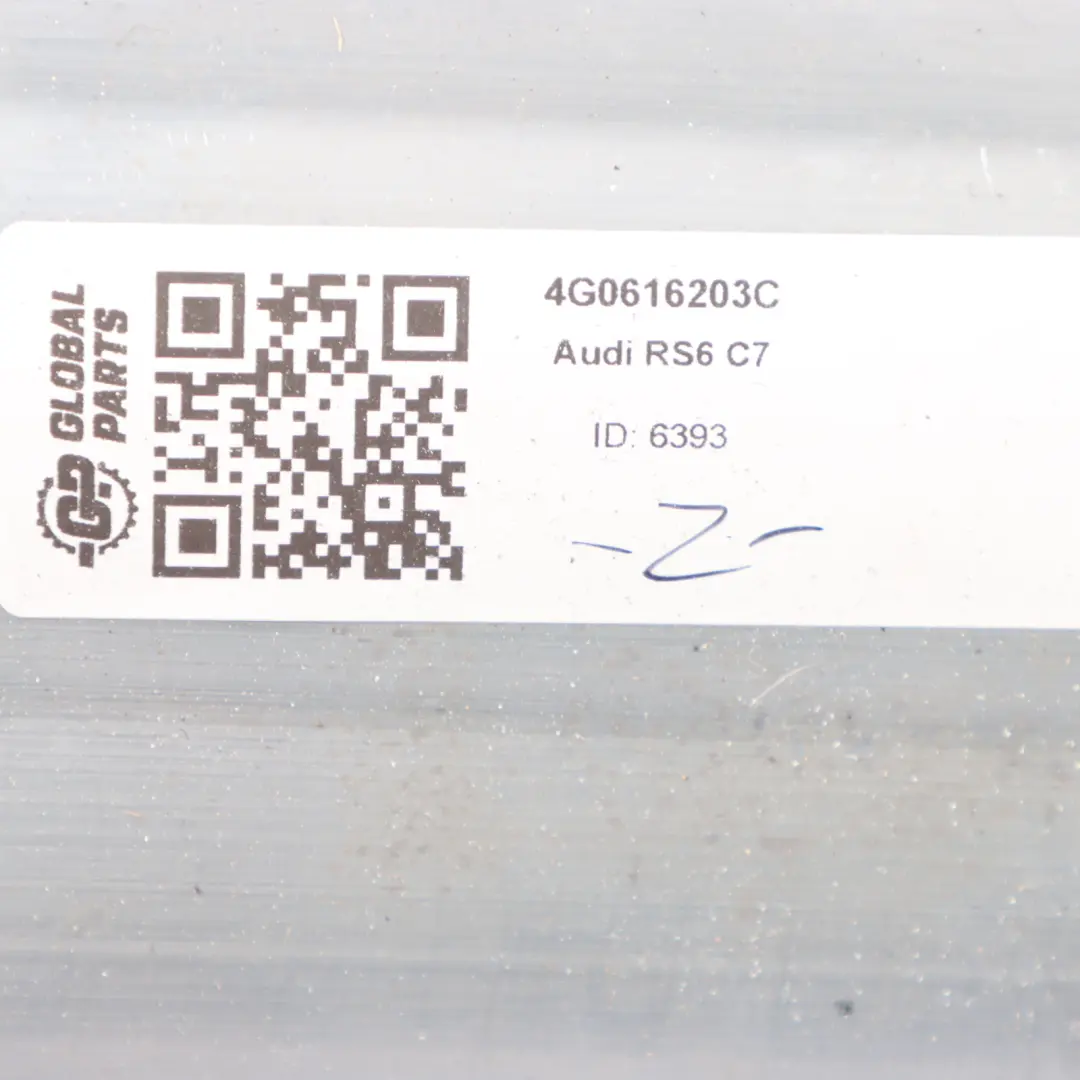 GLOBAL
PARTS
4G0616203C
Audi RS6 C7
ID: 6393
-Z-